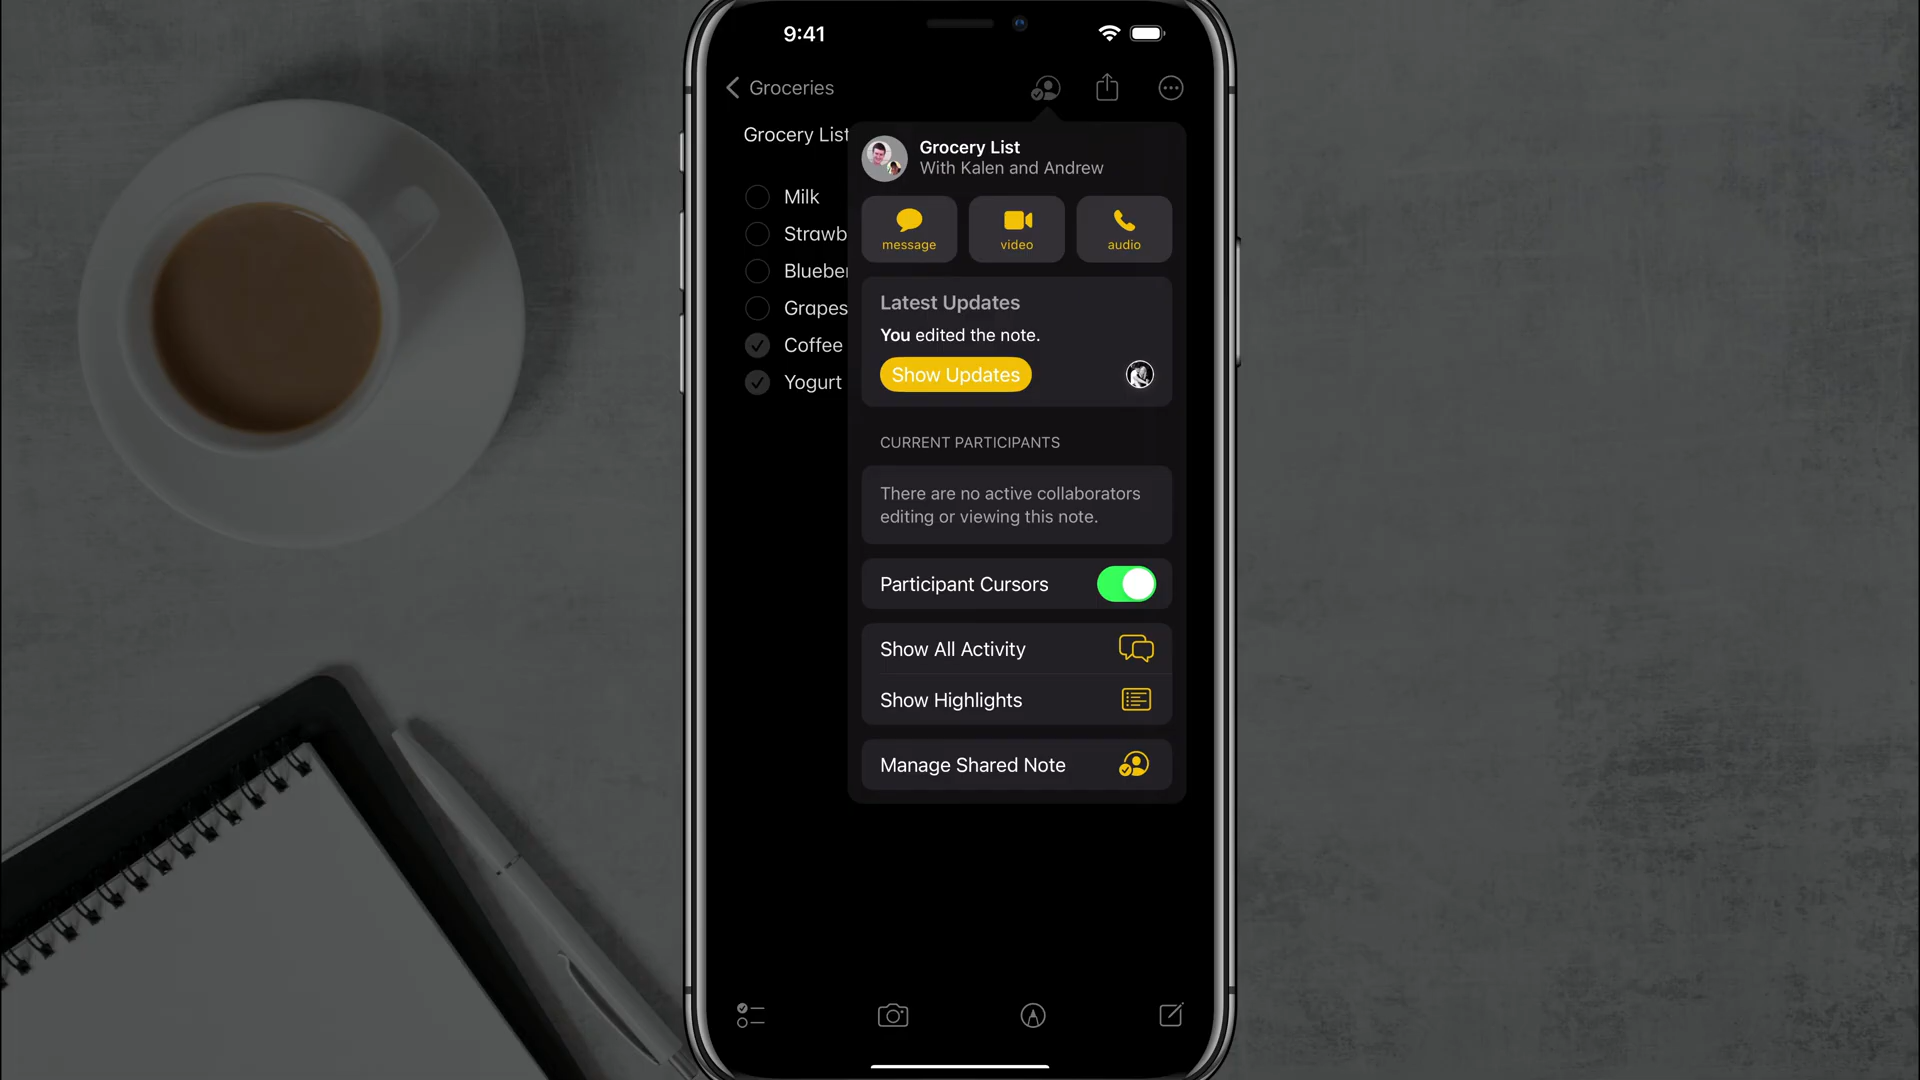 9:41
Groceries
Grocery List
Milk
Strawb
Blueber
Grapes
Coffee
Yogurt
Grocery List
With Kalen and Andrew
message
video
audio
Latest Updates
You edited the note.
Show Updates
CURRENT PARTICIPANTS
There are no active collaborators
editing or viewing this note.
Participant Cursors
Show All Activity
Show Highlights
Manage Shared Note